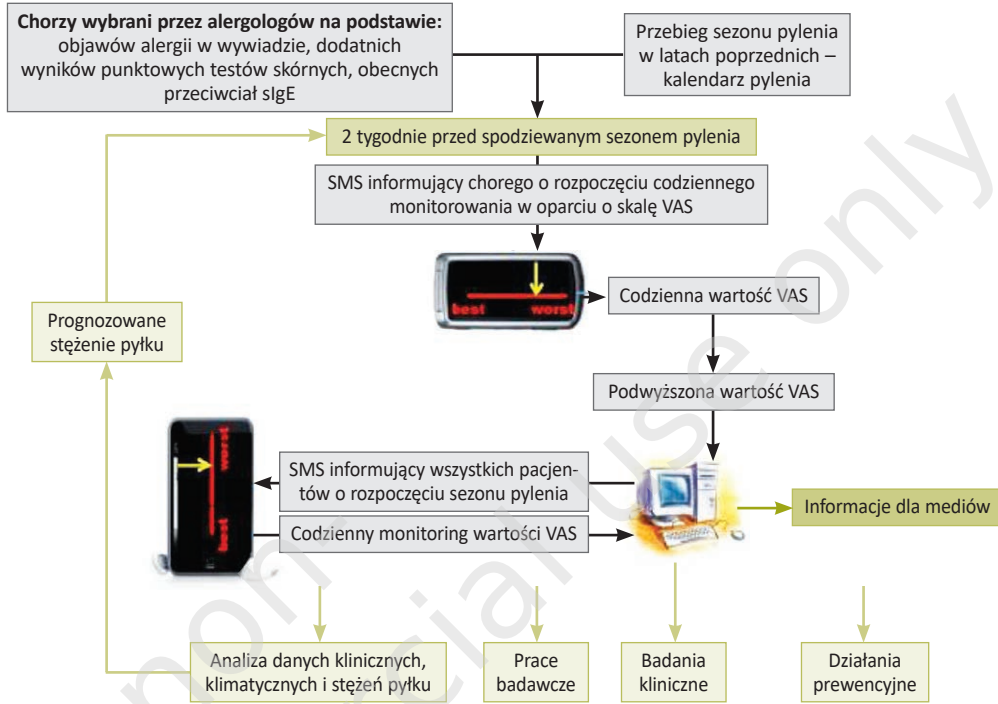 Chorzy wybrani przez alergologów na podstawie:
objawów alergii w wywiadzie, dodatnich
wyników punktowych testów skórnych, obecnych
przeciwciał sIgE
Przebieg sezonu pylenia
w latach poprzednich –
kalendarz pylenia
2 tygodnie przed spodziewanym sezonem pylenia
SMS informujący chorego o rozpoczęciu codziennego
monitorowania w oparciu o skalę VAS
best worst
Codzienna wartość VAS
Prognozowane
stężenie pyłku
Podwyższona wartość VAS
best worst
SMS informujący wszystkich pacjen-
tów o rozpoczęciu sezonu pylenia
Codzienny monitoring wartości VAS
Informacje dla mediów
Analiza danych klinicznych,
klimatycznych i stężeń pyłku
Prace
badawcze
Badania
kliniczne
Działania
prewencyjne
non-
cial use only